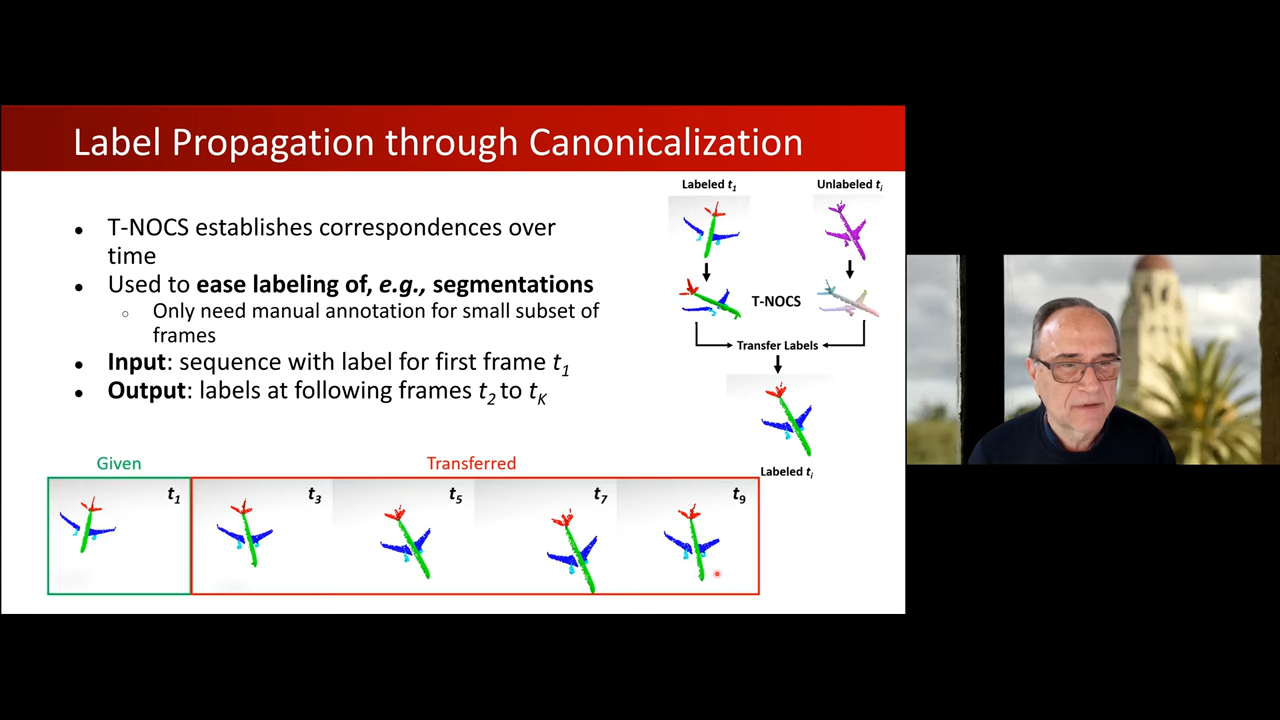 Label Propagation through Canonicalization
• T-NOCS establishes correspondences over
time
• Used to ease labeling of, e.g., segmentations
○ Only need manual annotation for small subset of
frames
• Input: sequence with label for first frame t1
• Output: labels at following frames t2 to tK
Labeled t1
Unlabeled ti
T-NOCS
Transfer Labels
Labeled ti
Given
Transferred
t1
t3
t5
t7
t9